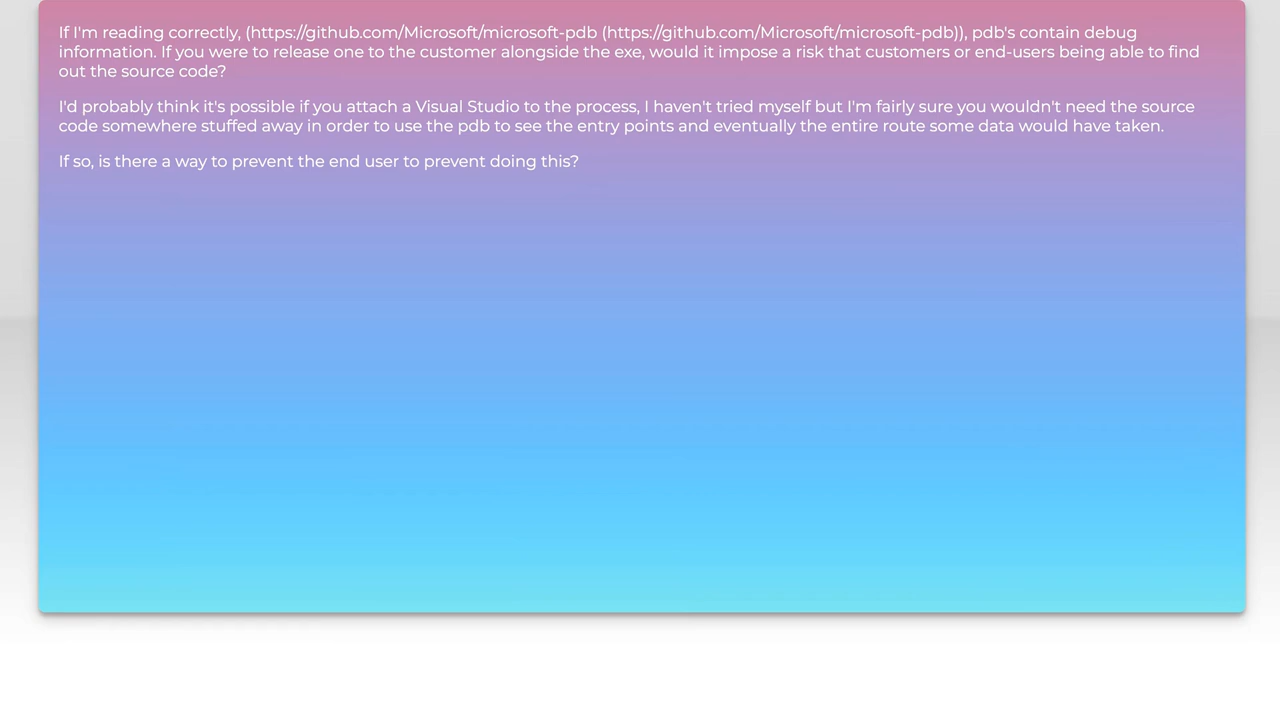 If I'm reading correctly, (https://github.com/Microsoft/microsoft-pdb (https://github.com/Microsoft/microsoft-pdb)), pdb's contain debug
information. If you were to release one to the customer alongside the exe, would it impose a risk that customers or end-users being able to find
out the source code?
I'd probably think it's possible if you attach a Visual Studio to the process, I haven't tried myself but I'm fairly sure you wouldn't need the source
code somewhere stuffed away in order to use the pdb to see the entry points and eventually the entire route some data would have taken.
If so, is there a way to prevent the end user to prevent doing this?